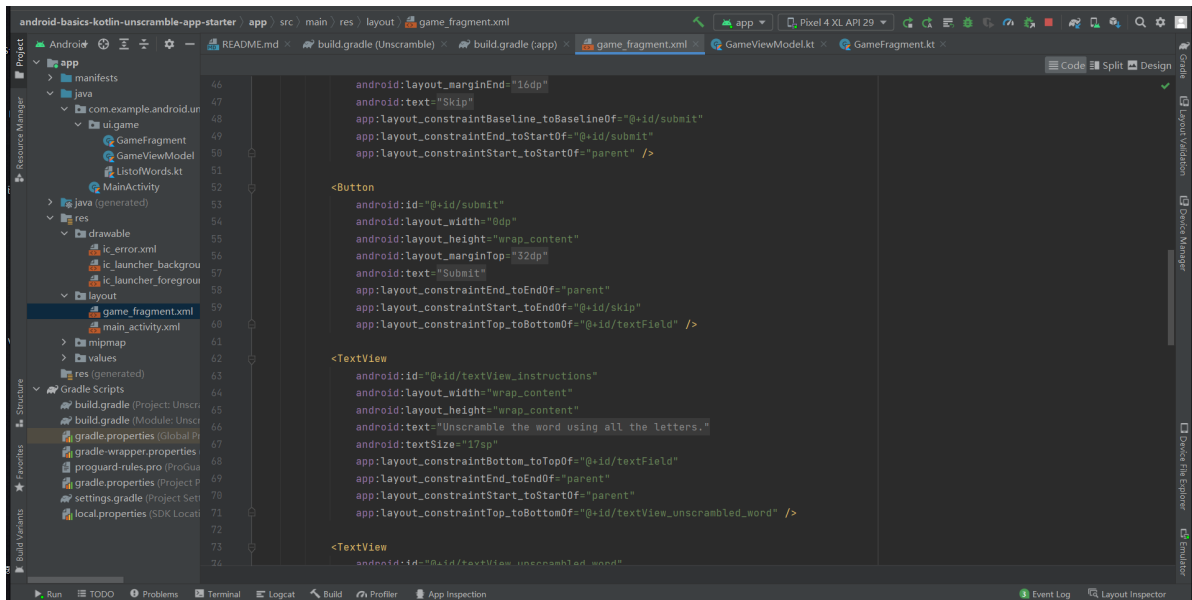 android-basics-kotlin-unscramble-app-starter › app › src › main › res › layout › game_fragment.xml
app
Pixel 4 XL API 29
Android
README.md
build.gradle (Unscramble)
build.gradle (:app)
game_fragment.xml
GameViewModel.kt
GameFragment.kt
Code
Split
Design
Project
Resource Manager
Structure
Favorites
Build Variants
app
manifests
java
com.example.android.un
ui.game
GameFragment
GameViewModel
ListofWords.kt
MainActivity
java (generated)
res
drawable
ic_error.xml
ic_launcher_backgrou
ic_launcher_foregroun
layout
game_fragment.xml
main_activity.xml
mipmap
values
res (generated)
Gradle Scripts
build.gradle (Project: Unscra
build.gradle (Module: Unscr
gradle.properties (Global Pr
gradle-wrapper.properties
proguard-rules.pro (ProGua
gradle.properties (Project P
settings.gradle (Project Sett
local.properties (SDK Locati
46 android:layout_marginEnd="16dp"
47 android:text="Skip"
48 app:layout_constraintBaseline_toBaselineOf="@+id/submit"
49 app:layout_constraintEnd_toStartOf="@+id/submit"
50 app:layout_constraintStart_toStartOf="parent" />
51
52 <Button
53 android:id="@+id/submit"
54 android:layout_width="0dp"
55 android:layout_height="wrap_content"
56 android:layout_marginTop="32dp"
57 android:text="Submit"
58 app:layout_constraintEnd_toEndOf="parent"
59 app:layout_constraintStart_toEndOf="@+id/skip"
60 app:layout_constraintTop_toBottomOf="@+id/textField" />
61
62 <TextView
63 android:id="@+id/textView_instructions"
64 android:layout_width="wrap_content"
65 android:layout_height="wrap_content"
66 android:text="Unscramble the word using all the letters."
67 android:textSize="17sp"
68 app:layout_constraintBottom_toTopOf="@+id/textField"
69 app:layout_constraintEnd_toEndOf="parent"
70 app:layout_constraintStart_toStartOf="parent"
71 app:layout_constraintTop_toBottomOf="@+id/textView_unscrambled_word" />
72
73 <TextView
74 android:id="@+id/textView_unscrambled_word"
Gradle
Layout Validation
Device Manager
Device File Explorer
Emulator
Run
TODO
Problems
Terminal
Logcat
Build
Profiler
App Inspection
3 Event Log
Layout Inspector